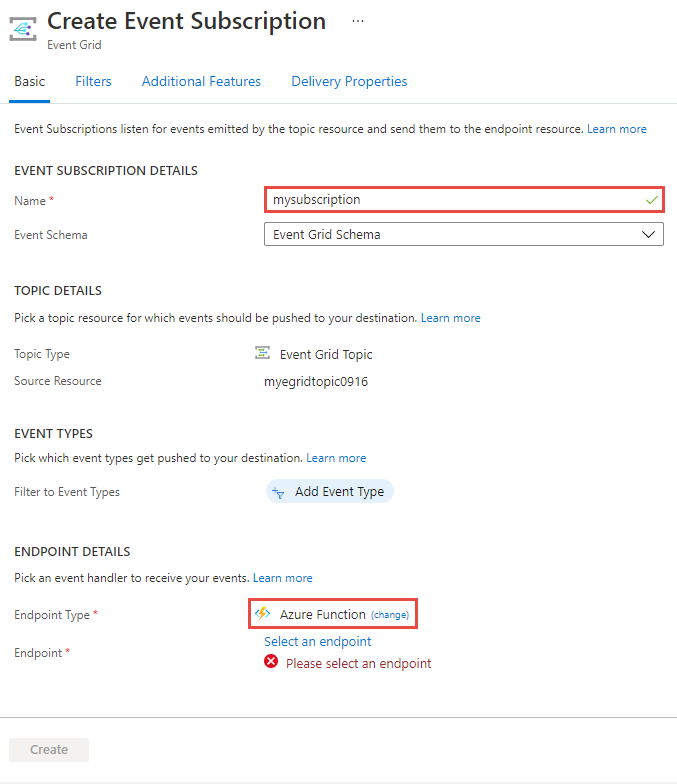 Create Event Subscription ...
Event Grid
Basic Filters Additional Features Delivery Properties
Event Subscriptions listen for events emitted by the topic resource and send them to the endpoint resource. Learn more
EVENT SUBSCRIPTION DETAILS
Name * mysubscription
Event Schema Event Grid Schema
TOPIC DETAILS
Pick a topic resource for which events should be pushed to your destination. Learn more
Topic Type Event Grid Topic
Source Resource myegridtopic0916
EVENT TYPES
Pick which event types get pushed to your destination. Learn more
Filter to Event Types Add Event Type
ENDPOINT DETAILS
Pick an event handler to receive your events. Learn more
Endpoint Type * Azure Function (change)
Select an endpoint
Endpoint *
Please select an endpoint
Create